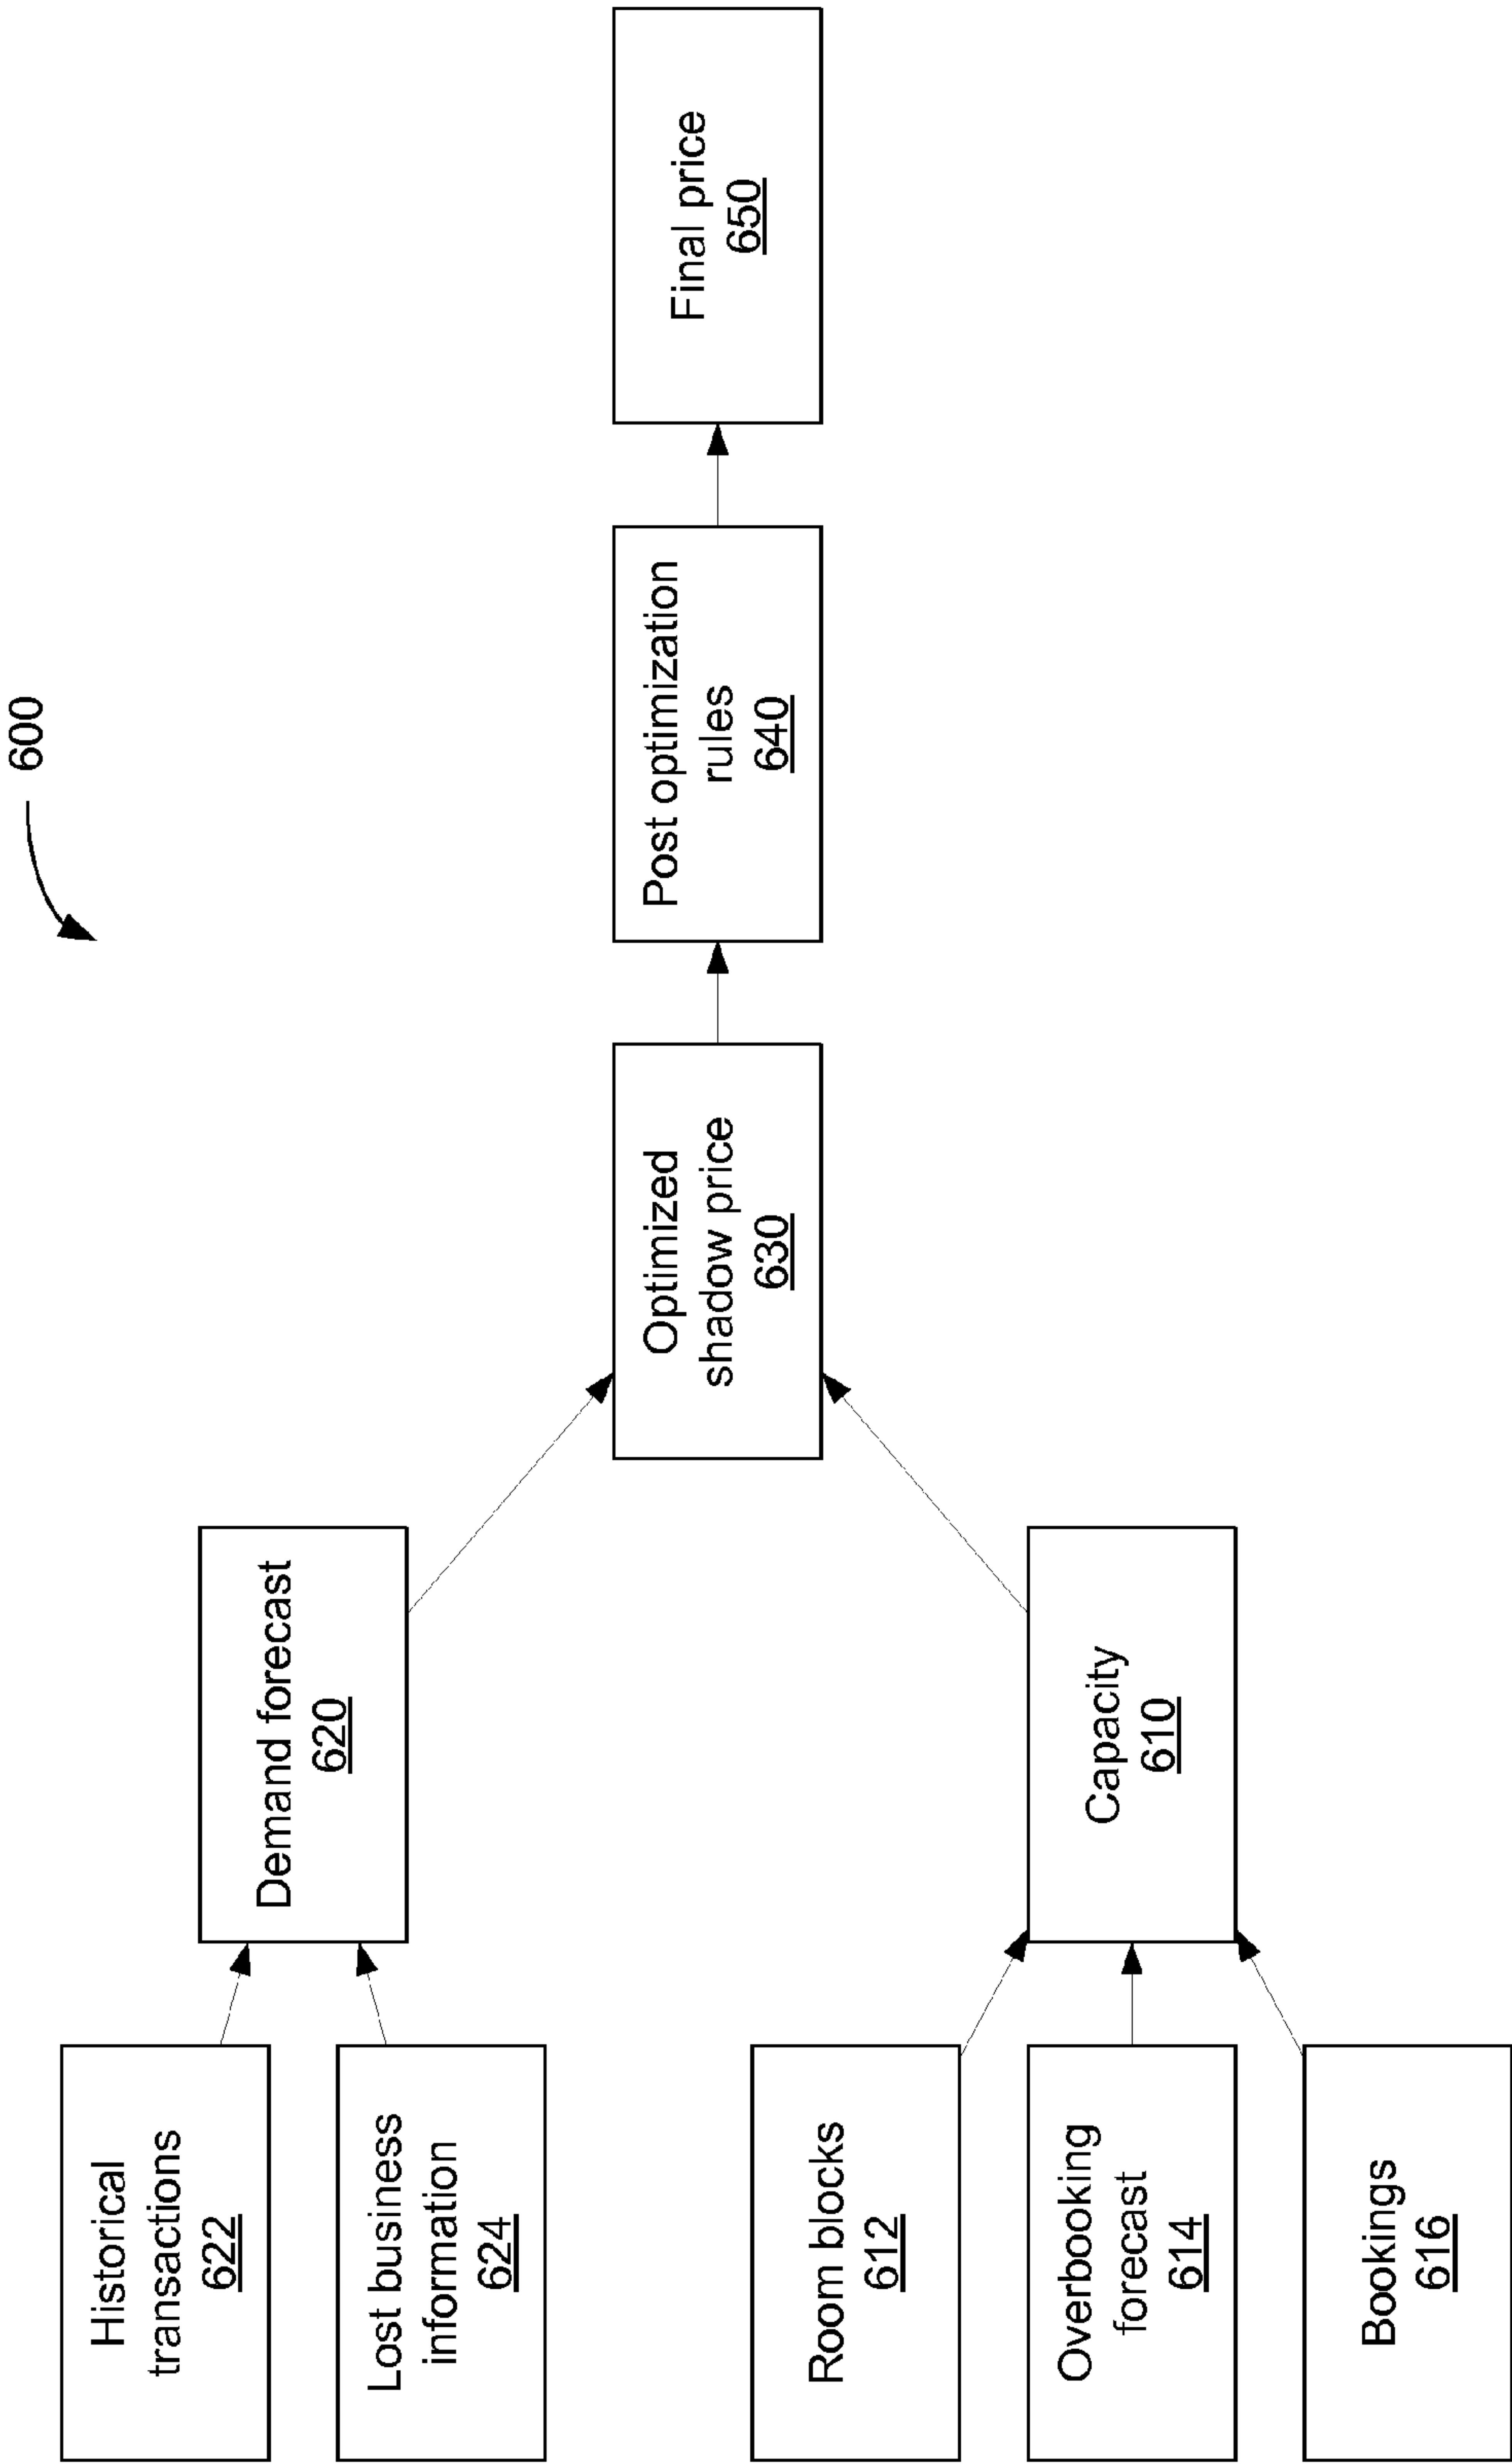 600
Historical
transactions
622
Lost business
information
624
Room blocks
612
Overbooking
forecast
614
Bookings
616
Demand forecast
620
Capacity
610
Optimized
shadow price
630
Post optimization
rules
640
Final price
650